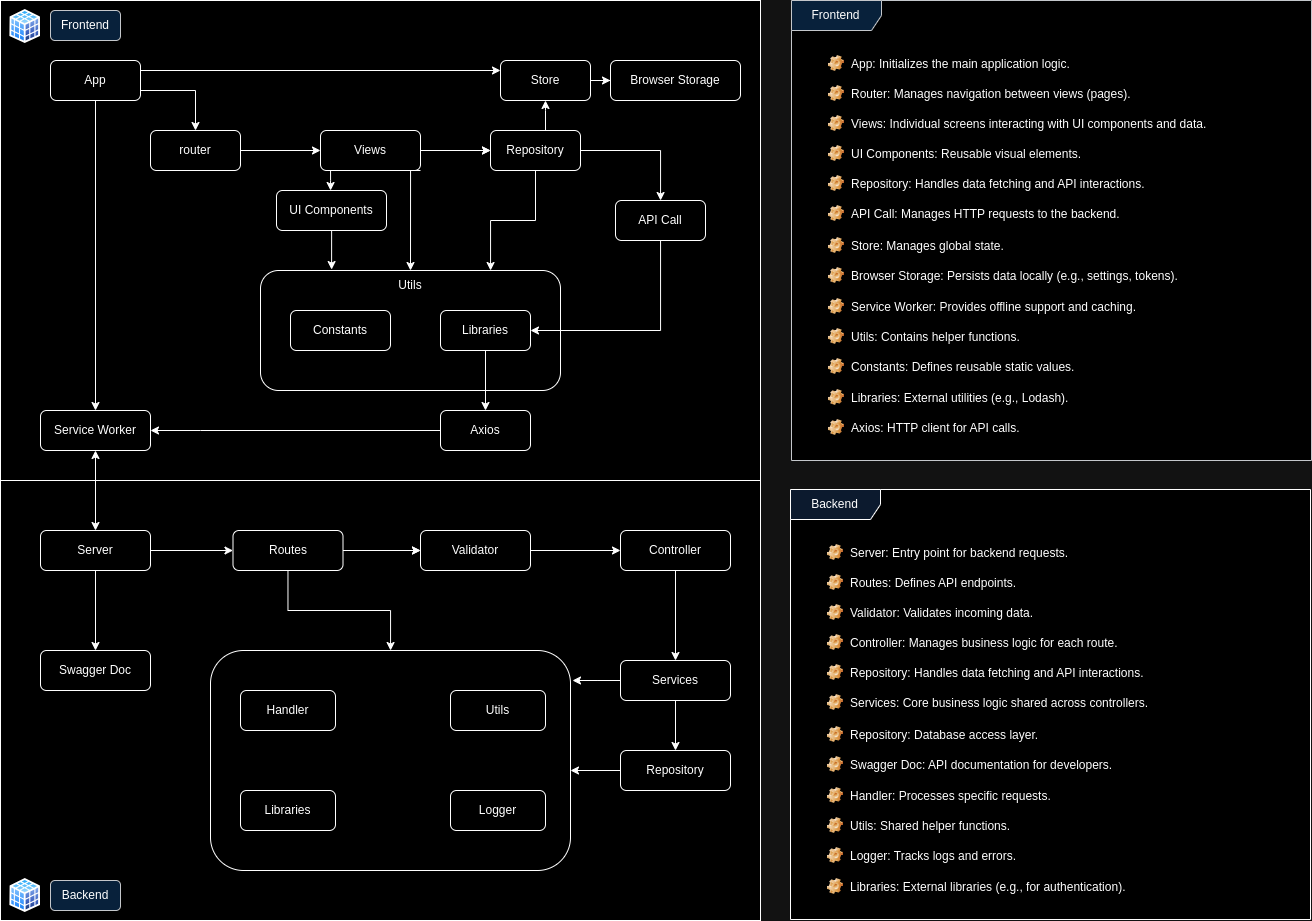 Frontend
App
Store
Browser Storage
router
Views
Repository
UI Components
API Call
Utils
Constants
Libraries
Service Worker
Axios
Server
Routes
Validator
Controller
Swagger Doc
Services
Handler
Utils
Repository
Libraries
Logger
Backend
Frontend
App: Initializes the main application logic.
Router: Manages navigation between views (pages).
Views: Individual screens interacting with UI components and data.
UI Components: Reusable visual elements.
Repository: Handles data fetching and API interactions.
API Call: Manages HTTP requests to the backend.
Store: Manages global state.
Browser Storage: Persists data locally (e.g., settings, tokens).
Service Worker: Provides offline support and caching.
Utils: Contains helper functions.
Constants: Defines reusable static values.
Libraries: External utilities (e.g., Lodash).
Axios: HTTP client for API calls.
Backend
Server: Entry point for backend requests.
Routes: Defines API endpoints.
Validator: Validates incoming data.
Controller: Manages business logic for each route.
Repository: Handles data fetching and API interactions.
Services: Core business logic shared across controllers.
Repository: Database access layer.
Swagger Doc: API documentation for developers.
Handler: Processes specific requests.
Utils: Shared helper functions.
Logger: Tracks logs and errors.
Libraries: External libraries (e.g., for authentication).